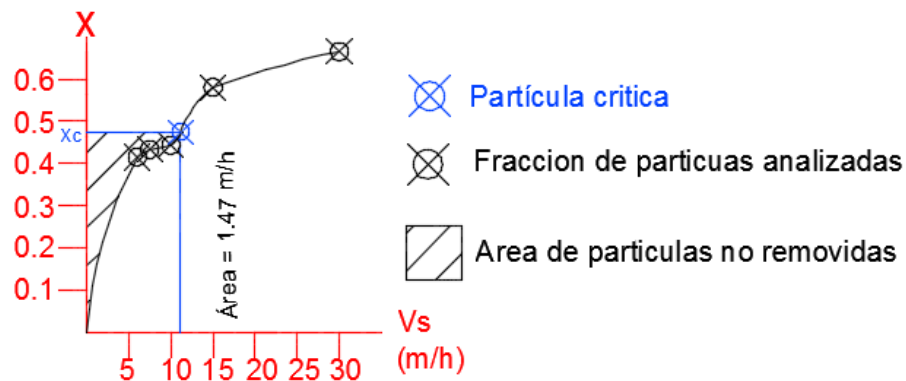 X
0.6
0.5
Xc
0.4
0.3
0.2
0.1
5 10 15 20 25 30
Vs
(m/h)
Área = 1.47 m/h
Partícula critica
Fraccion de particuas analizadas
Area de particulas no removidas